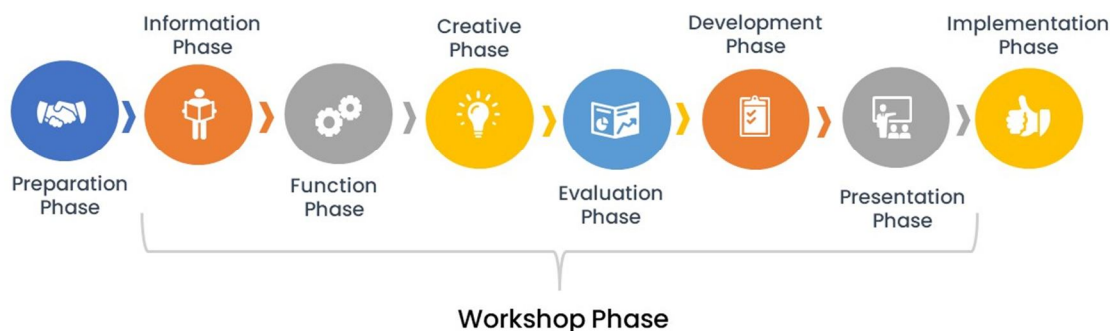 Information
Phase
Creative
Phase
Development
Phase
Implementation
Phase
Preparation
Phase
Function
Phase
Evaluation
Phase
Presentation
Phase
Workshop Phase